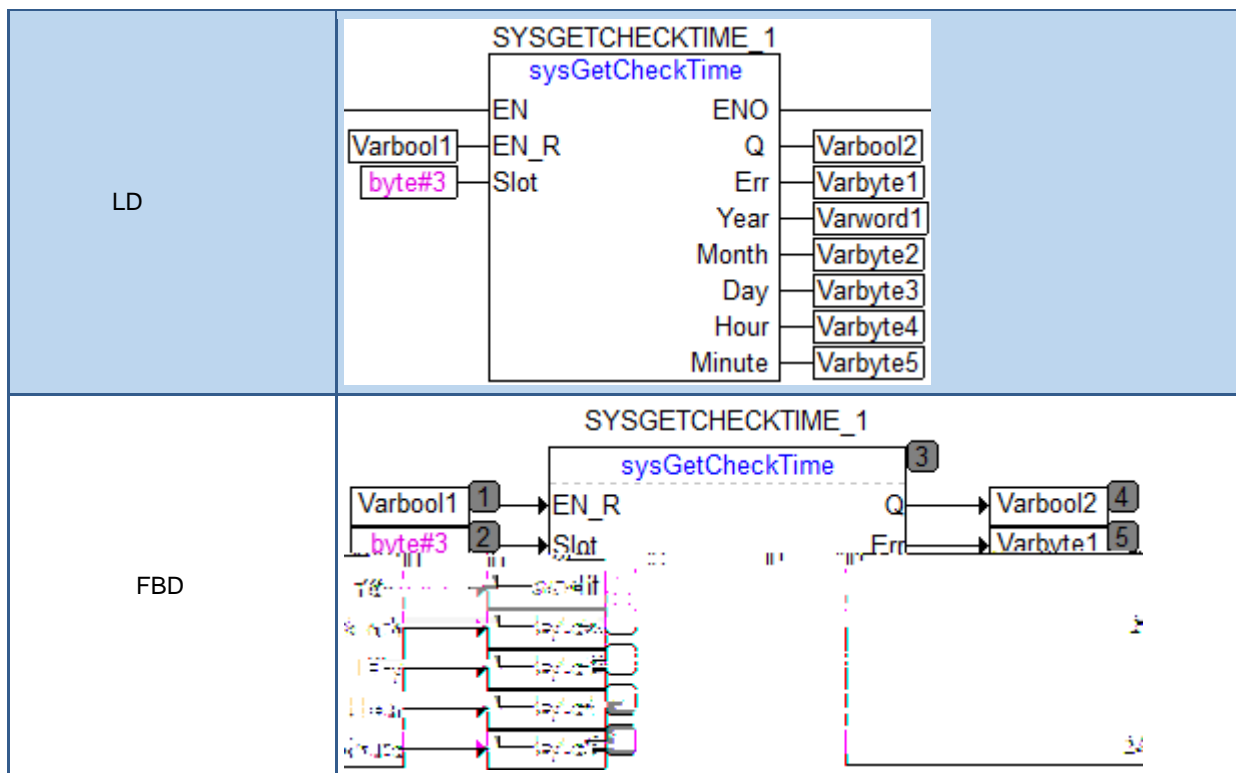 LD
SYSGETCHECKTIME_1
sysGetCheckTime
EN ENO
Varbool1 EN_R Q Varbool2
byte#3 Slot Err Varbyte1
Year Varword1
Month Varbyte2
Day Varbyte3
Hour Varbyte4
Minute Varbyte5
FBD
SYSGETCHECKTIME_1
sysGetCheckTime 3
Varbool1 1 EN_R Q Varbool2 4
byte#3 2 Slot Err Varbyte1 5